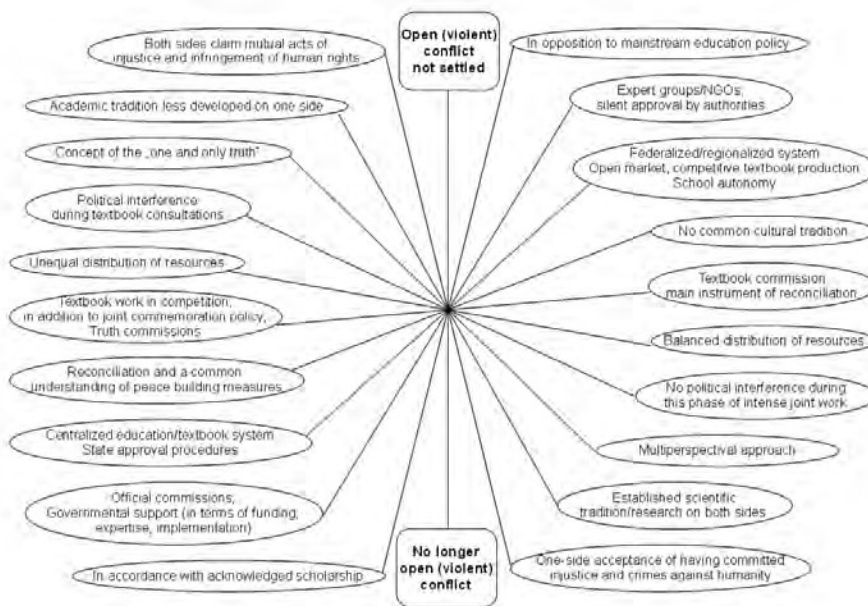 Open (violent)
conflict
not settled
Both sides claim mutual acts of
injustice and infringement of human rights
Academic tradition less developed on one side
Concept of the „one and only truth"
Political interference
during textbook consultations
Unequal distribution of resources
Textbook work in competition,
in addition to joint commemoration policy,
Truth commissions
Reconciliation and a common
understanding of peace building measures
Centralized education/textbook system
State approval procedures
Official commissions;
Governmental support (in terms of funding,
expertise, implementation)
In accordance with acknowledged scholarship
In opposition to mainstream education policy
Expert groups/NGOs;
silent approval by authorities
Federalized/regionalized system
Open market, competitive textbook production
School autonomy
No common cultural tradition
Textbook commission
main instrument of reconciliation
Balanced distribution of resources
No political interference during
this phase of intense joint work
Multiperspectival approach
Established scientific
tradition/research on both sides
One-side acceptance of having committed
injustice and crimes against humanity
No longer
open (violent)
conflict